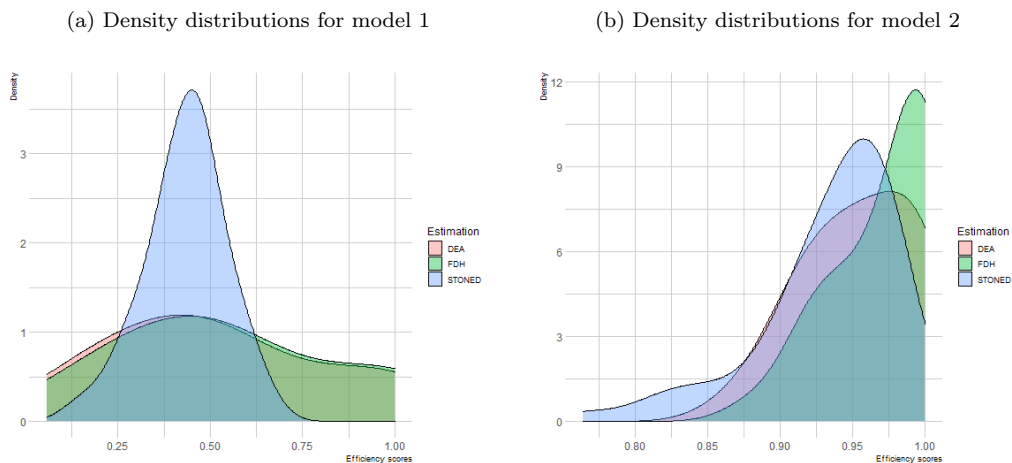 (a) Density distributions for model 1
Density
3
2
1
0
0.25 0.50 0.75 1.00
Efficiency scores
Estimation
DEA
FDH
STONED
(b) Density distributions for model 2
Density
12
9
6
3
0
0.80 0.85 0.90 0.95 1.00
Efficiency scores
Estimation
DEA
FDH
STONED